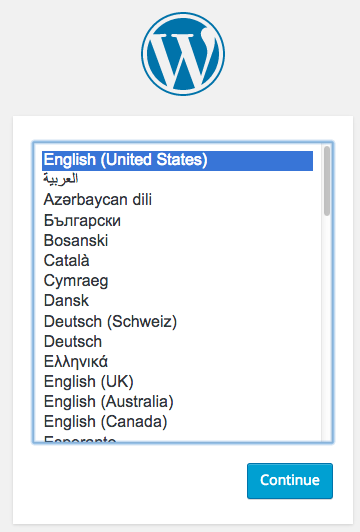 English (United States)
العربية
Azərbaycan dili
Български
Bosanski
Català
Cymraeg
Dansk
Deutsch (Schweiz)
Deutsch
Ελληνικά
English (UK)
English (Australia)
English (Canada)
Esperanto
Continue